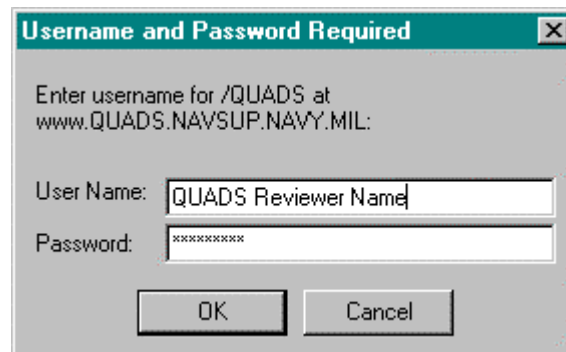 Username and Password Required
Enter username for /QUADS at
www.QUADS.NAVSUP.NAVY.MIL:
User Name: QUADS Reviewer Name
Password: *********
OK Cancel